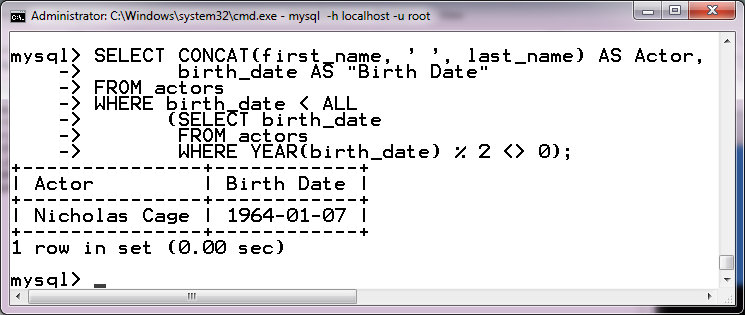 Administrator: C:\Windows\system32\cmd.exe - mysql  -h localhost -u root
mysql> SELECT CONCAT(first_name, ' ', last_name) AS Actor,
    ->        birth_date AS "Birth Date"
    -> FROM actors
    -> WHERE birth_date < ALL
    ->       (SELECT birth_date
    ->        FROM actors
    ->        WHERE YEAR(birth_date) % 2 <> 0);
+---------------+------------+
| Actor         | Birth Date |
+---------------+------------+
| Nicholas Cage | 1964-01-07 |
+---------------+------------+
1 row in set (0.00 sec)
mysql> _